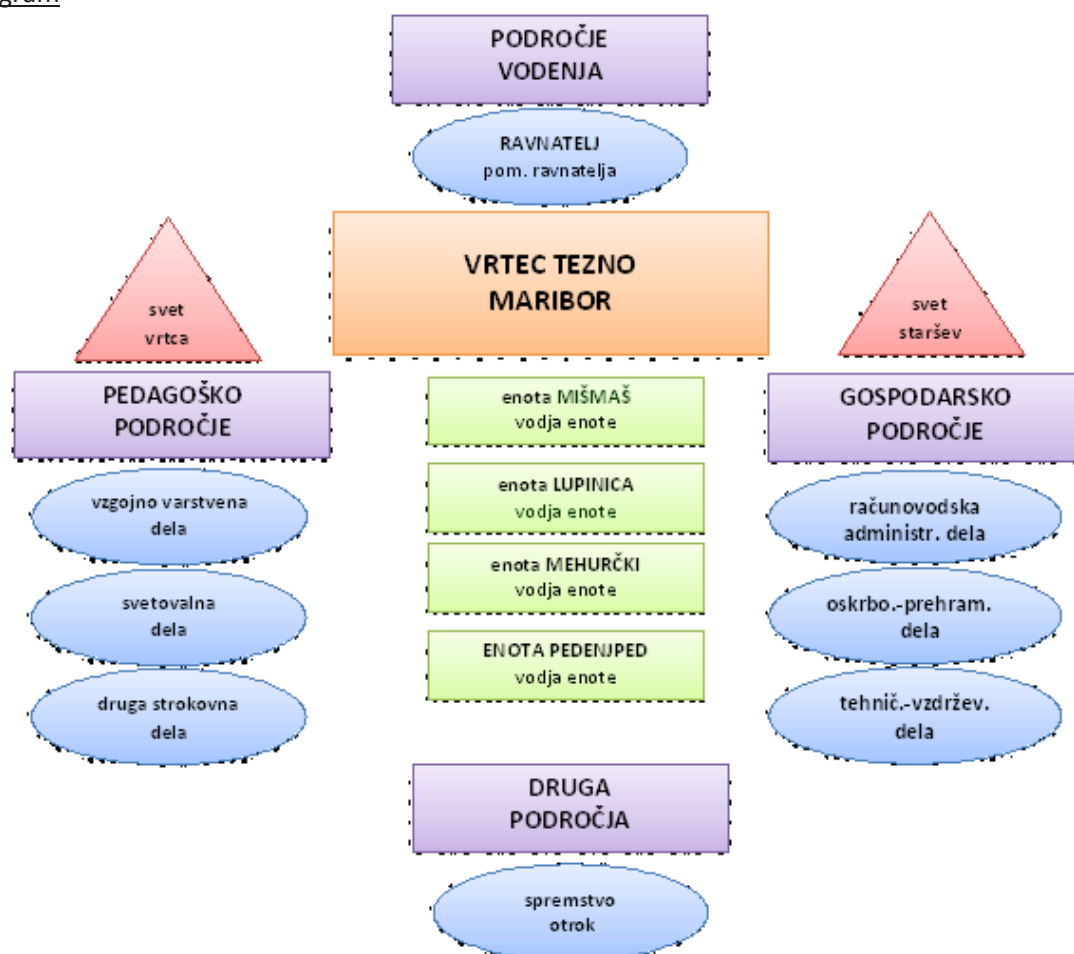 gram
PODROČJE
VODENJA
RAVNATELJ
pom. ravnatelja
VRTEC TEZNO
MARIBOR
svet
vrtca
svet
staršev
PEDAGOŠKO
PODROČJE
vzgojno varstvena
dela
svetovalna
dela
druga strokovna
dela
enota MIŠMAŠ
vodja enote
enota LUPINICA
vodja enote
enota MEHURČKI
vodja enote
ENOTA PEDENJPED
vodja enote
GOSPODARSKO
PODROČJE
računovodska
administr. dela
oskrbo.-prehram.
dela
tehnič.-vzdržev.
dela
DRUGA
PODROČJA
spremstvo
otrok